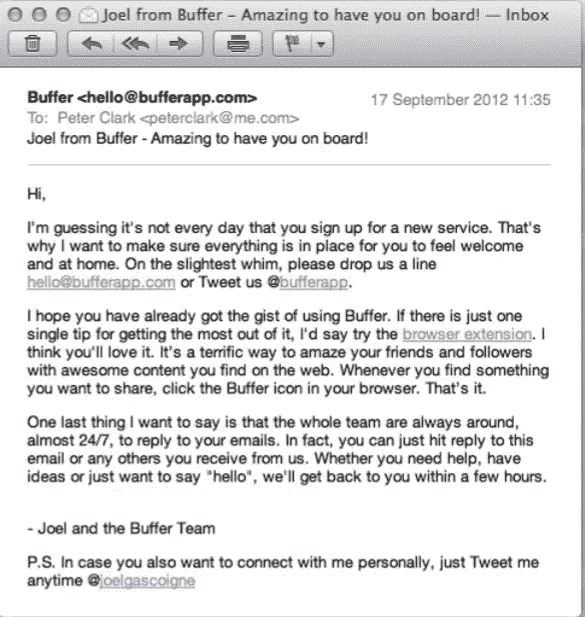 Joel from Buffer – Amazing to have you on board! — Inbox
Buffer <hello@bufferapp.com>
17 September 2012 11:35
To: Peter Clark <peterclark@me.com>
Joel from Buffer - Amazing to have you on board!
Hi,
I'm guessing it's not every day that you sign up for a new service. That's
why I want to make sure everything is in place for you to feel welcome
and at home. On the slightest whim, please drop us a line
hello@bufferapp.com or Tweet us @bufferapp.
I hope you have already got the gist of using Buffer. If there is just one
single tip for getting the most out of it, I'd say try the browser extension. I
think you'll love it. It's a terrific way to amaze your friends and followers
with awesome content you find on the web. Whenever you find something
you want to share, click the Buffer icon in your browser. That's it.
One last thing I want to say is that the whole team are always around,
almost 24/7, to reply to your emails. In fact, you can just hit reply to this
email or any others you receive from us. Whether you need help, have
ideas or just want to say "hello", we'll get back to you within a few hours.
- Joel and the Buffer Team
P.S. In case you also want to connect with me personally, just Tweet me
anytime @joelgascoigne